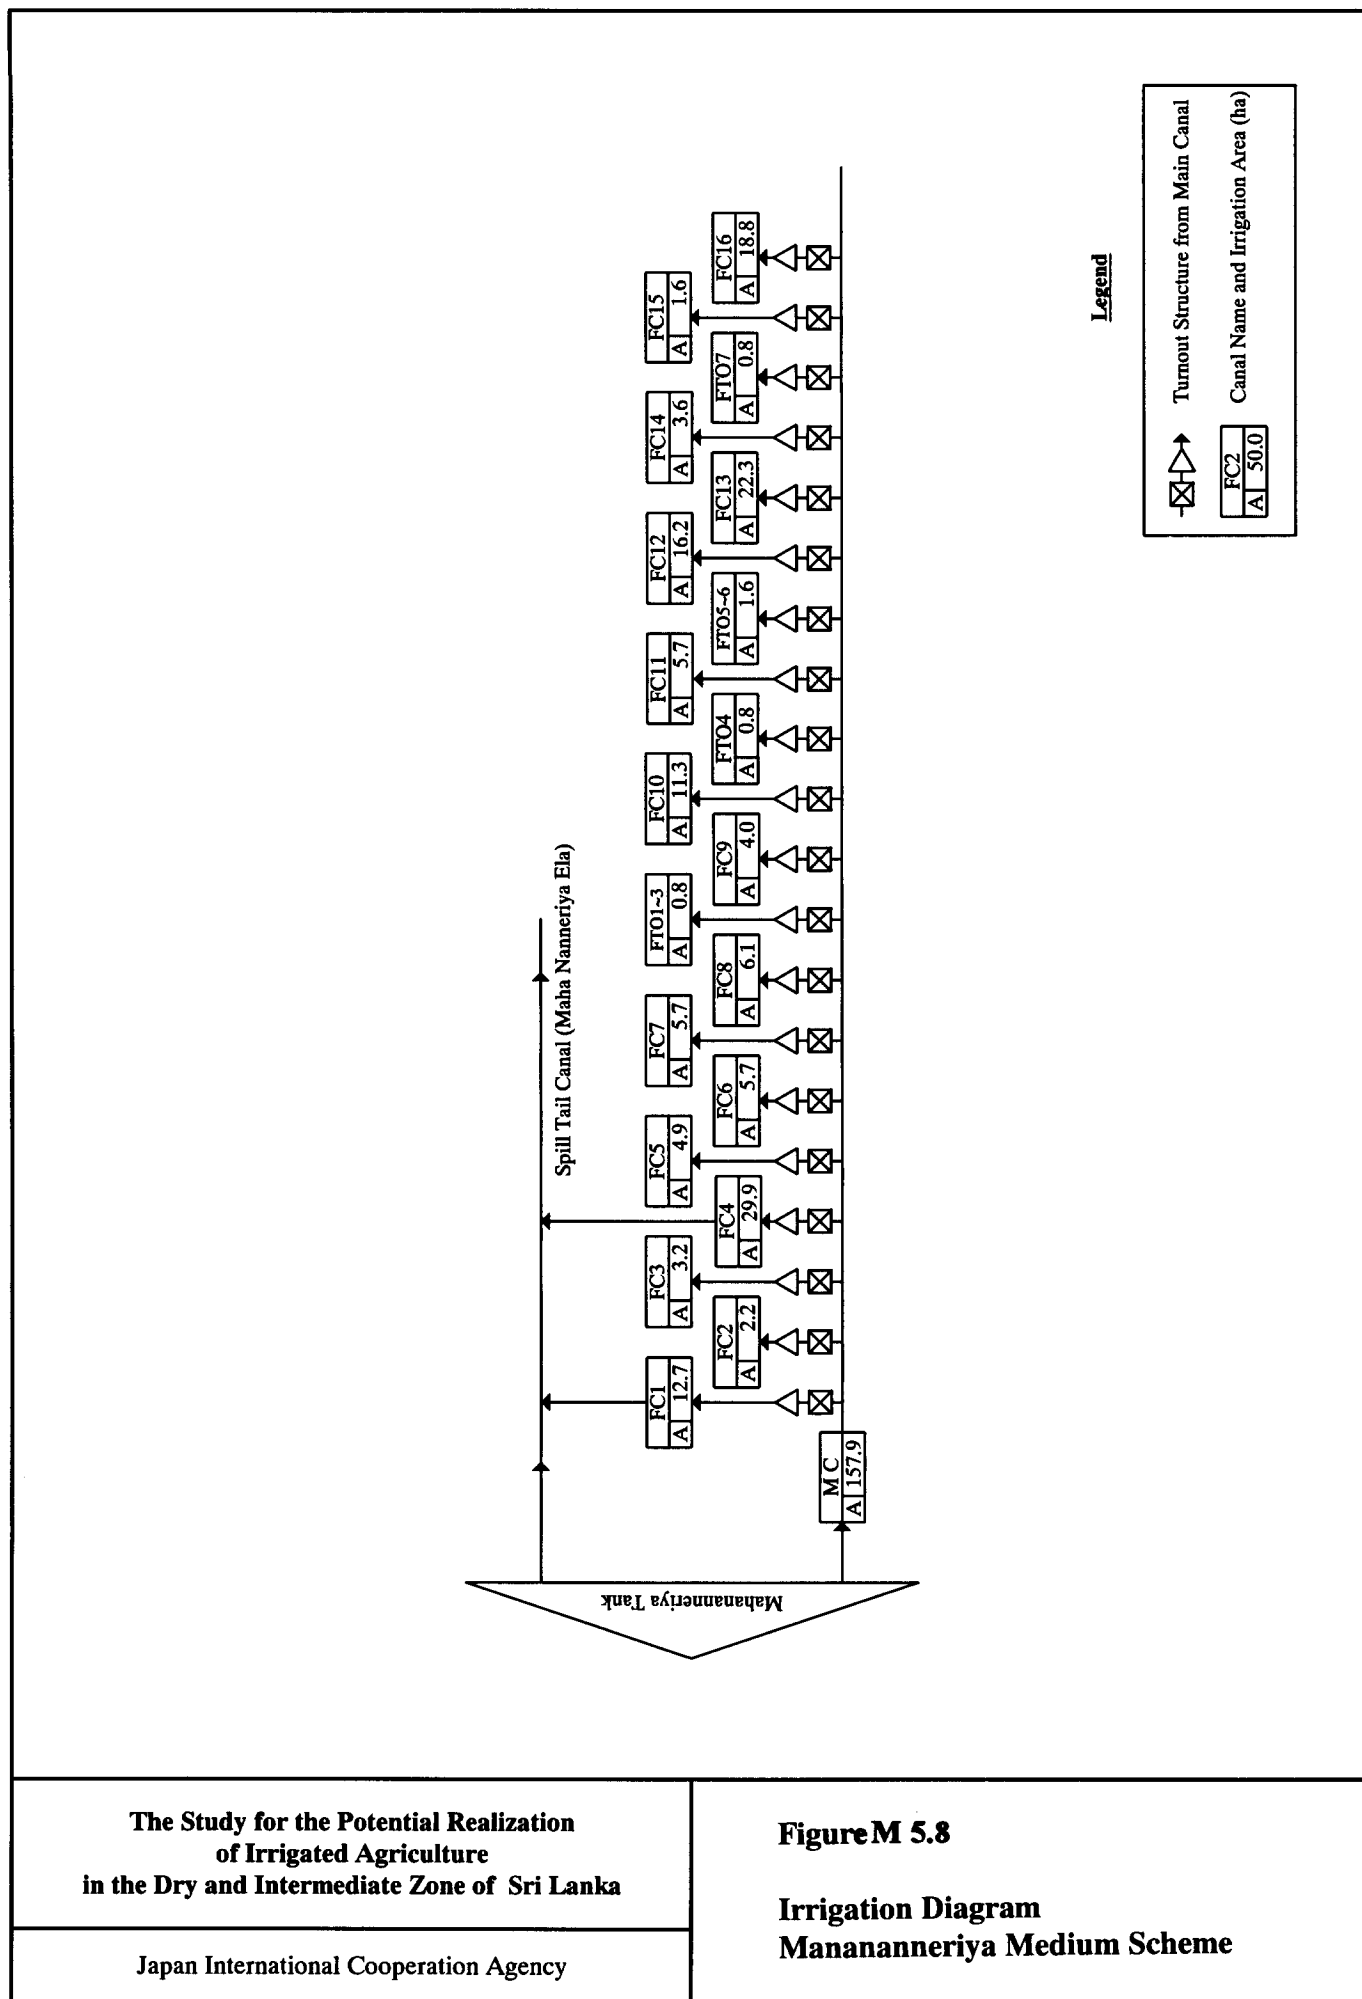 Mahananneriya Tank
Spill Tail Canal (Maha Nanneriya Ela)
M C
A 157.9
FC1
A 12.7
FC2
A 2.2
FC3
A 3.2
FC4
A 29.9
FC5
A 4.9
FC6
A 5.7
FC7
A 5.7
FC8
A 6.1
FTO1~3
A 0.8
FC9
A 4.0
FC10
A 11.3
FTO4
A 0.8
FC11
A 5.7
FTO5~6
A 1.6
FC12
A 16.2
FC13
A 22.3
FC14
A 3.6
FTO7
A 0.8
FC15
A 1.6
FC16
A 18.8
Legend
Turnout Structure from Main Canal
FC2
A 50.0
Canal Name and Irrigation Area (ha)
The Study for the Potential Realization
of Irrigated Agriculture
in the Dry and Intermediate Zone of Sri Lanka
Japan International Cooperation Agency
Figure M 5.8
Irrigation Diagram
Mananannneriya Medium Scheme